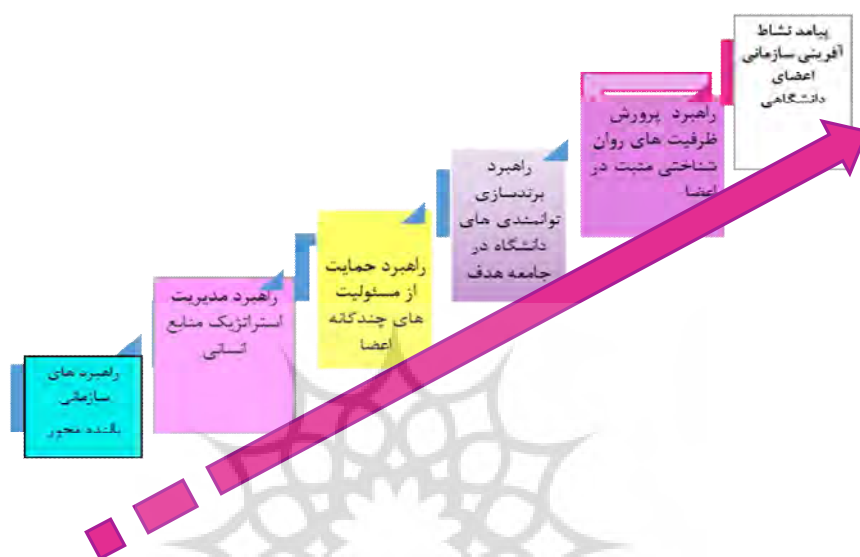 پیامد نشاط
آفرینی سازمانی
اعضای
دانشگاهی
راهبرد پرورش
ظرفیت های روان
شناختی مثبت در
اعضا
راهبرد
برندسازی
توانمندی های
دانشگاه در
جامعه هدف
راهبرد حمایت
از مسئولیت
های چندگانه
اعضا
راهبرد مدیریت
استراتژیک منابع
انسانی
راهبرد های
سازمانی
بالنده محور